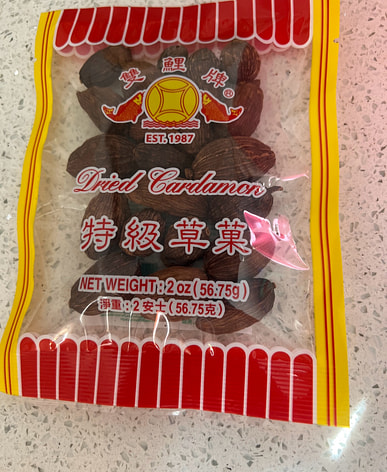 雙鯉牌
®
EST. 1987
Dried Cardamon
特級草菓
NET WEIGHT : 2 oz (56.75g)
淨重 : 2 安士 (56.75克)